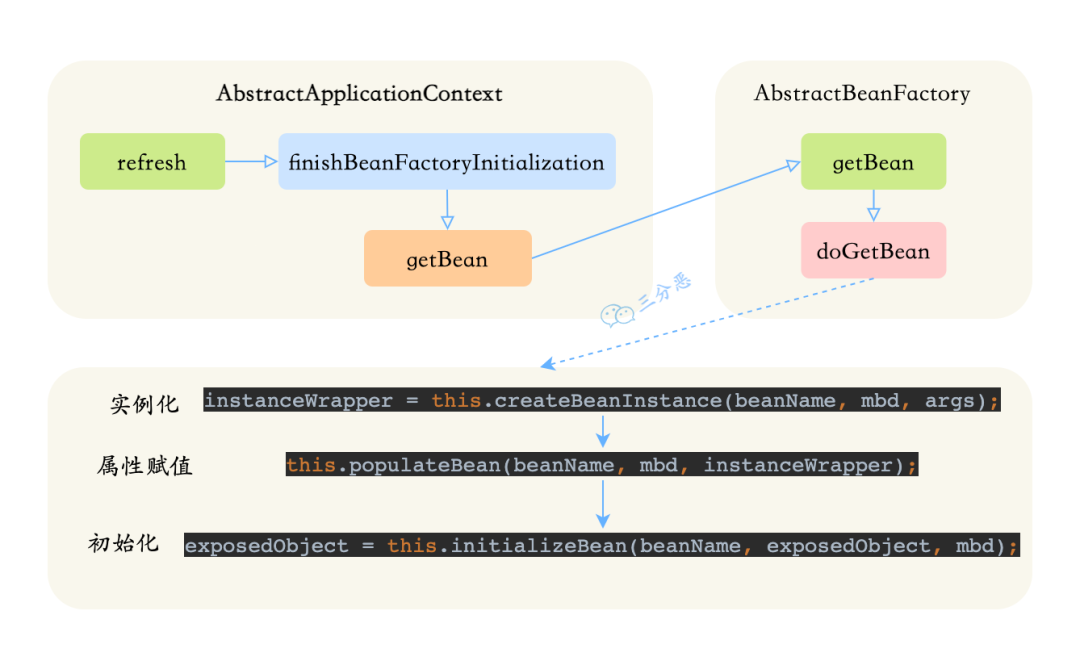 AbstractApplicationContext
AbstractBeanFactory
refresh
finishBeanFactoryInitialization
getBean
getBean
doGetBean
三分恶
实例化 instanceWrapper = this.createBeanInstance(beanName, mbd, args);
属性赋值 this.populateBean(beanName, mbd, instanceWrapper);
初始化 exposedObject = this.initializeBean(beanName, exposedObject, mbd);